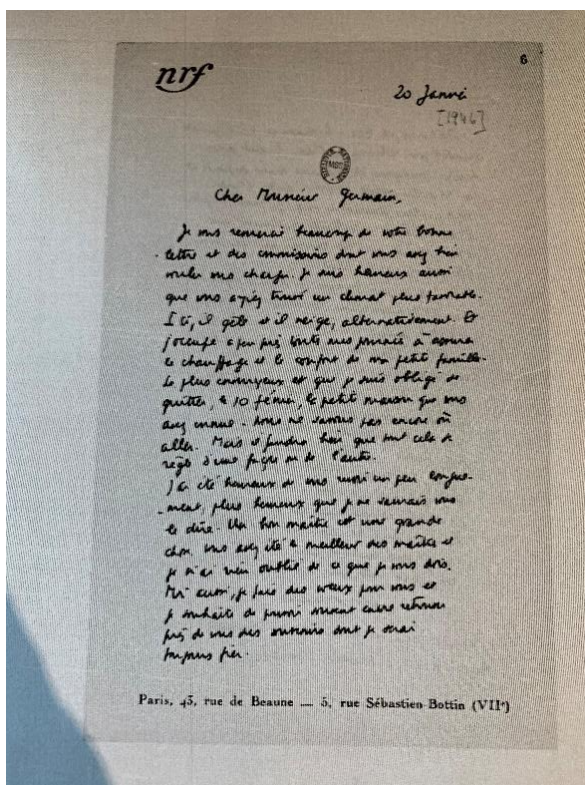 nrf
6
20 Janvi
[1946]
Cher Monsieur Germain,
Je vous remercie beaucoup de votre bonne
lettre et des commissions dont vous avez bien
voulu vous charger. Je suis heureux aussi
que vous ayiez trouvé un climat plus favorable.
Ici, il gèle et il neige, alternativement. Et
j'occupe à peu près toutes mes journées à assurer
le chauffage et le confort de ma petite famille.
Le plus ennuyeux est que je suis obligé de
quitter, le 10 février, la petite maison que vous
avez connue. Nous ne savons pas encore où
aller. Mais il faudra bien que tout cela se
règle d'une façon ou de l'autre.
J'ai été heureux de vous revoir un peu longue-
ment, plus heureux que je ne saurais vous
le dire. Un bon maître est une grande
chose. Vous avez été le meilleur des maîtres et
je n'ai rien oublié de ce que je vous dois.
Moi aussi, je fais des voeux pour vous et
je souhaite de pouvoir souvent encore retrouver
près de vous des souvenirs dont je serai
toujours fier.
Paris, 43, rue de Beaune — 5, rue Sébastien-Bottin (VIIᵉ)